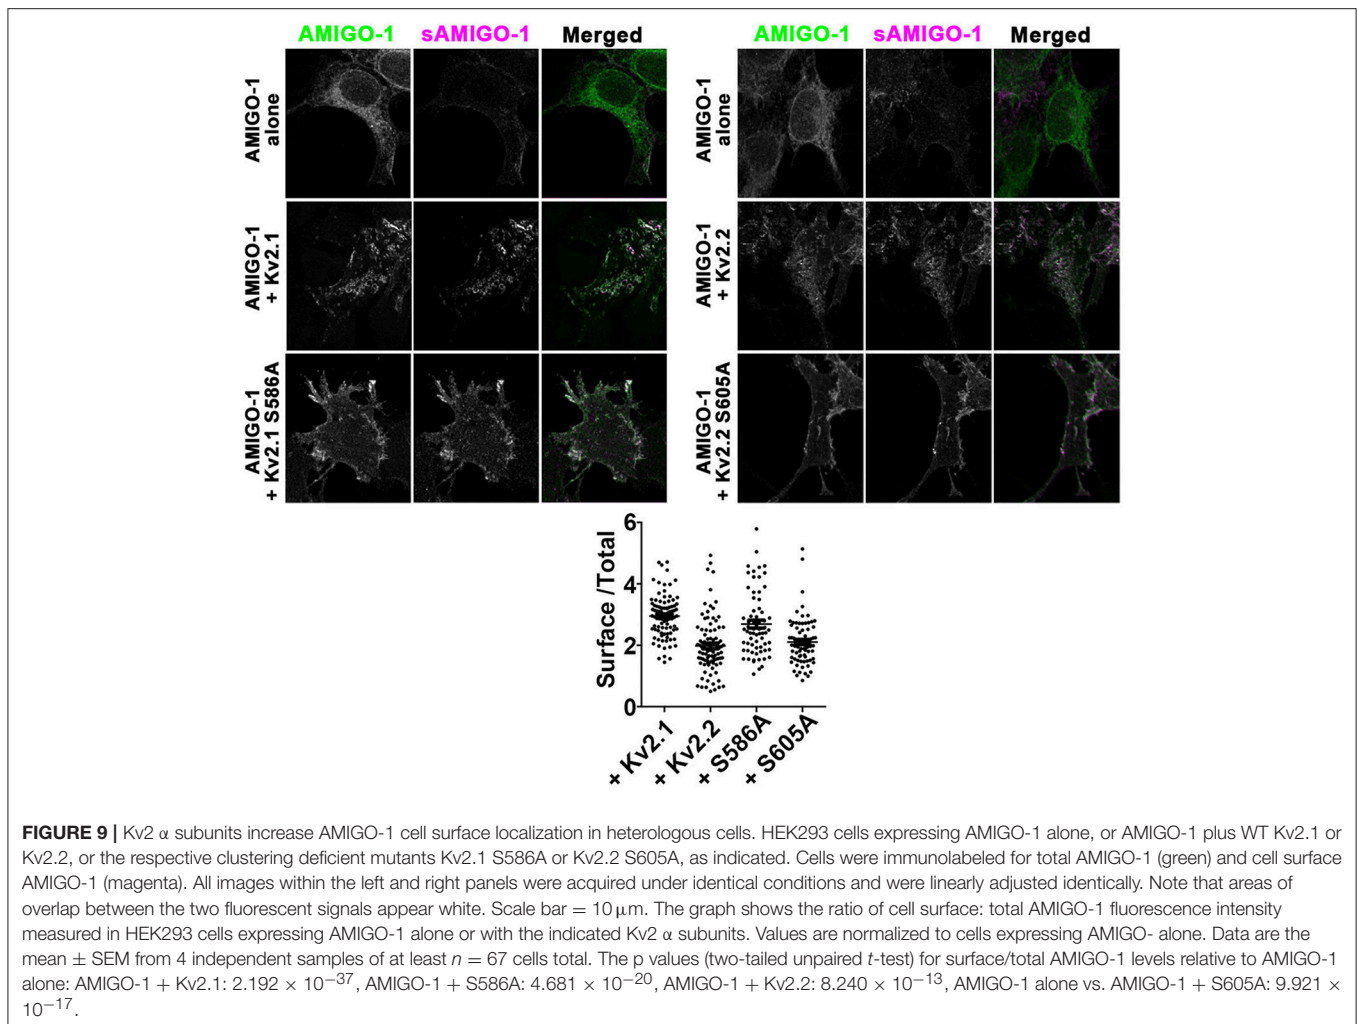 AMIGO-1 sAMIGO-1 Merged
AMIGO-1 sAMIGO-1 Merged
AMIGO-1
alone
AMIGO-1
alone
AMIGO-1
+ Kv2.1
AMIGO-1
+ Kv2.2
AMIGO-1
+ Kv2.1 S586A
AMIGO-1
+ Kv2.2 S605A
Surface /Total
6
4
2
0
+ Kv2.1
+ Kv2.2
+ S586A
+ S605A
FIGURE 9 | Kv2 α subunits increase AMIGO-1 cell surface localization in heterologous cells. HEK293 cells expressing AMIGO-1 alone, or AMIGO-1 plus WT Kv2.1 or
Kv2.2, or the respective clustering deficient mutants Kv2.1 S586A or Kv2.2 S605A, as indicated. Cells were immunolabeled for total AMIGO-1 (green) and cell surface
AMIGO-1 (magenta). All images within the left and right panels were acquired under identical conditions and were linearly adjusted identically. Note that areas of
overlap between the two fluorescent signals appear white. Scale bar = 10 μm. The graph shows the ratio of cell surface: total AMIGO-1 fluorescence intensity
measured in HEK293 cells expressing AMIGO-1 alone or with the indicated Kv2 α subunits. Values are normalized to cells expressing AMIGO- alone. Data are the
mean ± SEM from 4 independent samples of at least n = 67 cells total. The p values (two-tailed unpaired t-test) for surface/total AMIGO-1 levels relative to AMIGO-1
alone: AMIGO-1 + Kv2.1: 2.192 × 10⁻³⁷, AMIGO-1 + S586A: 4.681 × 10⁻²⁰, AMIGO-1 + Kv2.2: 8.240 × 10⁻¹³, AMIGO-1 alone vs. AMIGO-1 + S605A: 9.921 ×
10⁻¹⁷.